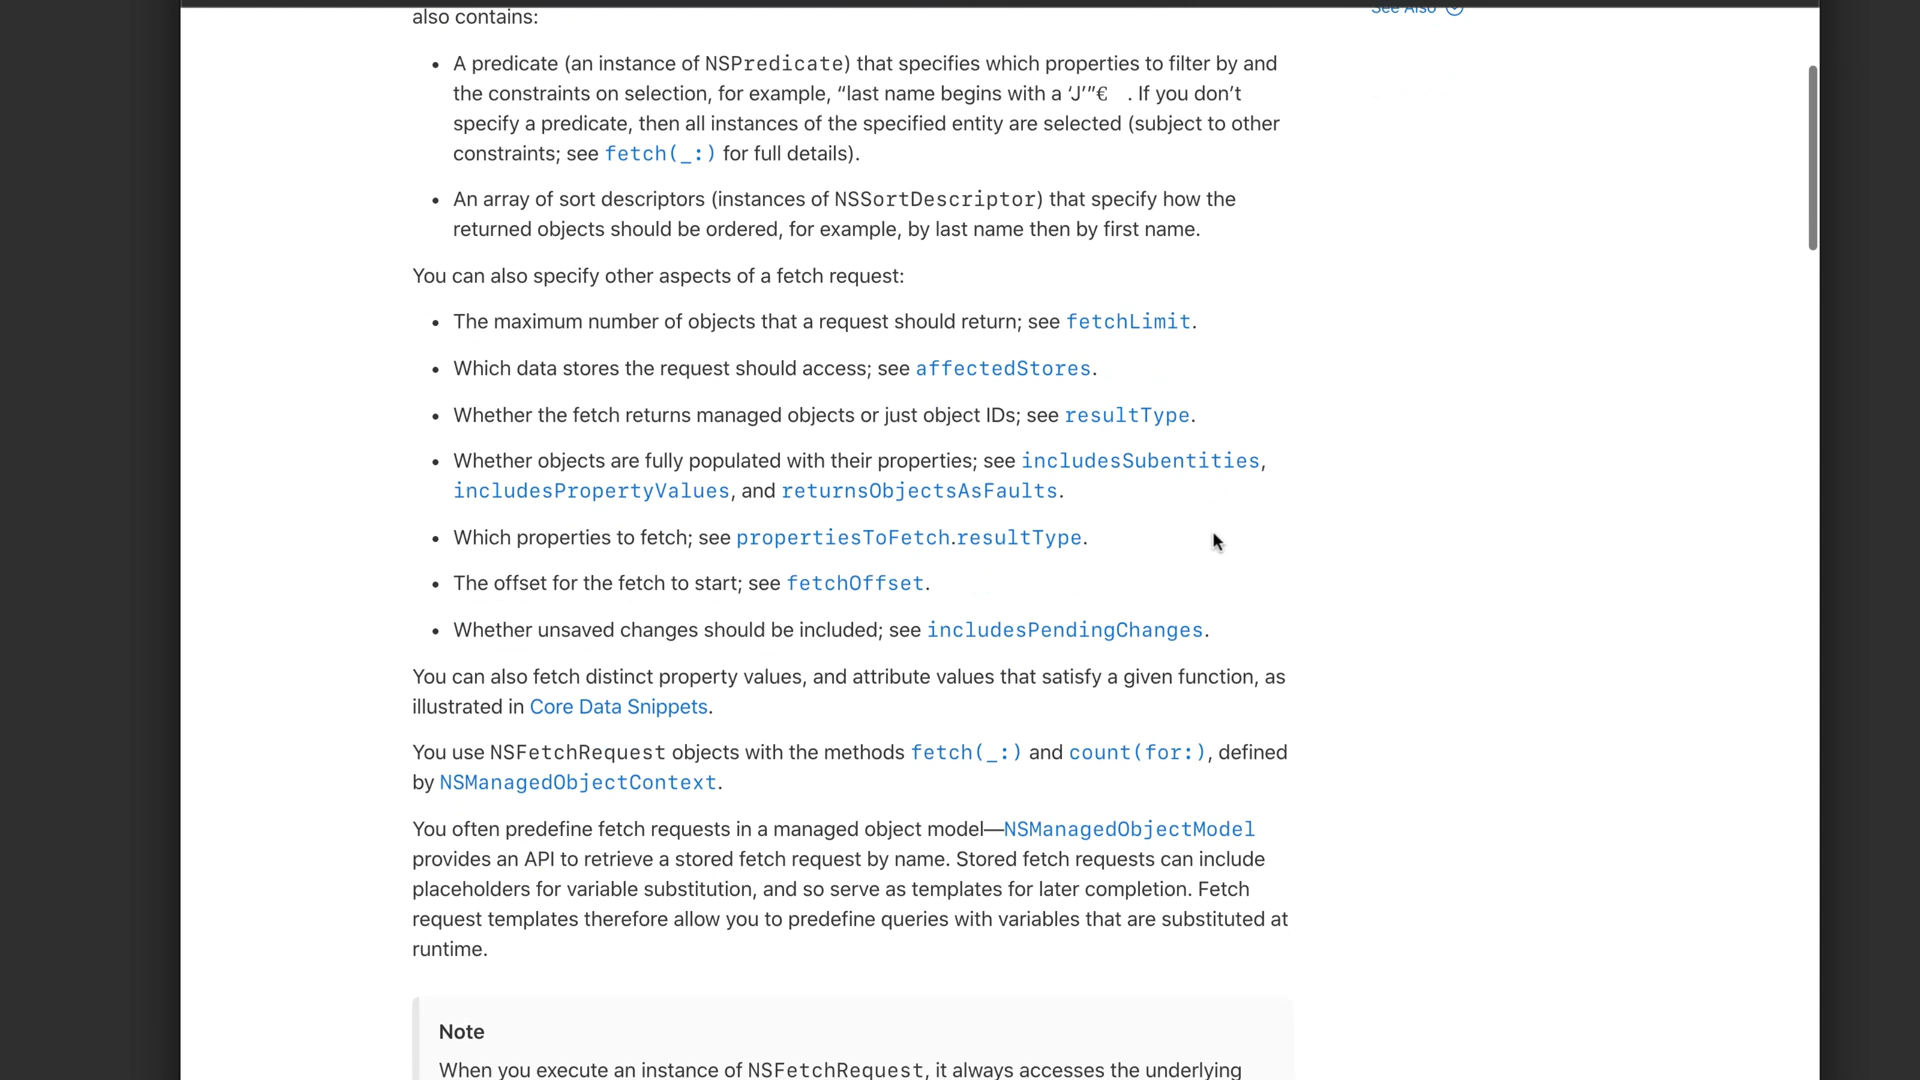 also contains:
See Also
• A predicate (an instance of NSPredicate) that specifies which properties to filter by and
the constraints on selection, for example, “last name begins with a ‘J’”€ . If you don’t
specify a predicate, then all instances of the specified entity are selected (subject to other
constraints; see fetch(_:) for full details).
• An array of sort descriptors (instances of NSSortDescriptor) that specify how the
returned objects should be ordered, for example, by last name then by first name.
You can also specify other aspects of a fetch request:
• The maximum number of objects that a request should return; see fetchLimit.
• Which data stores the request should access; see affectedStores.
• Whether the fetch returns managed objects or just object IDs; see resultType.
• Whether objects are fully populated with their properties; see includesSubentities,
includesPropertyValues, and returnsObjectsAsFaults.
• Which properties to fetch; see propertiesToFetch.resultType.
• The offset for the fetch to start; see fetchOffset.
• Whether unsaved changes should be included; see includesPendingChanges.
You can also fetch distinct property values, and attribute values that satisfy a given function, as
illustrated in Core Data Snippets.
You use NSFetchRequest objects with the methods fetch(_:) and count(for:), defined
by NSManagedObjectContext.
You often predefine fetch requests in a managed object model—NSManagedObjectModel
provides an API to retrieve a stored fetch request by name. Stored fetch requests can include
placeholders for variable substitution, and so serve as templates for later completion. Fetch
request templates therefore allow you to predefine queries with variables that are substituted at
runtime.
Note
When you execute an instance of NSFetchRequest, it always accesses the underlying